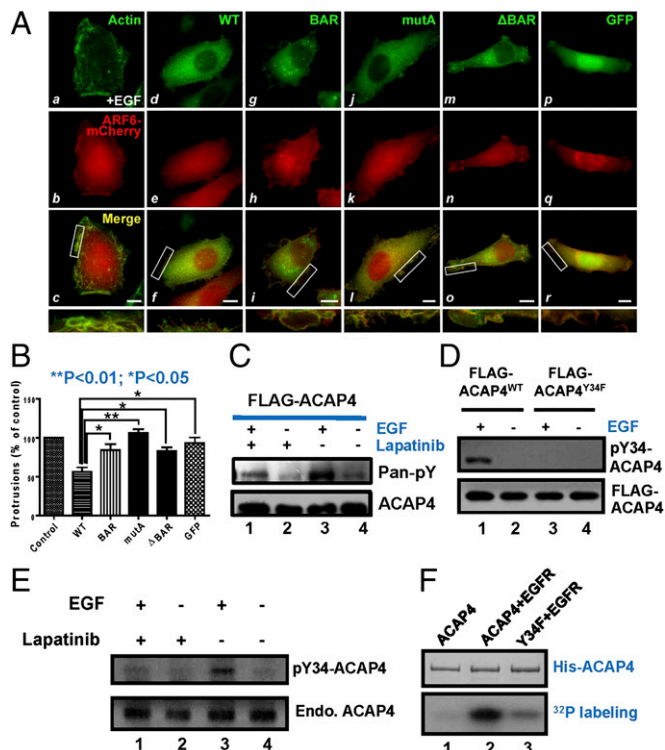 A
Actin WT BAR mutA ΔBAR GFP
+EGF
a d g j m p
ARF6-
mCherry
b e h k n q
Merge
c f i l o r
B
**P<0.01; *P<0.05
Protrusions (% of control)
150
100
50
0
*
*
**
*
Control WT BAR mutA ΔBAR GFP
C
FLAG-ACAP4
+ - + - EGF
+ + - - Lapatinib
Pan-pY
ACAP4
1 2 3 4
D
FLAG-
ACAP4WT
FLAG-
ACAP4Y34F
+ - + - EGF
pY34-
ACAP4
FLAG-
ACAP4
1 2 3 4
E
EGF + - + -
Lapatinib + + - -
pY34-ACAP4
Endo. ACAP4
1 2 3 4
F
ACAP4 ACAP4+EGFR Y34F+EGFR
His-ACAP4
32P labeling
1 2 3